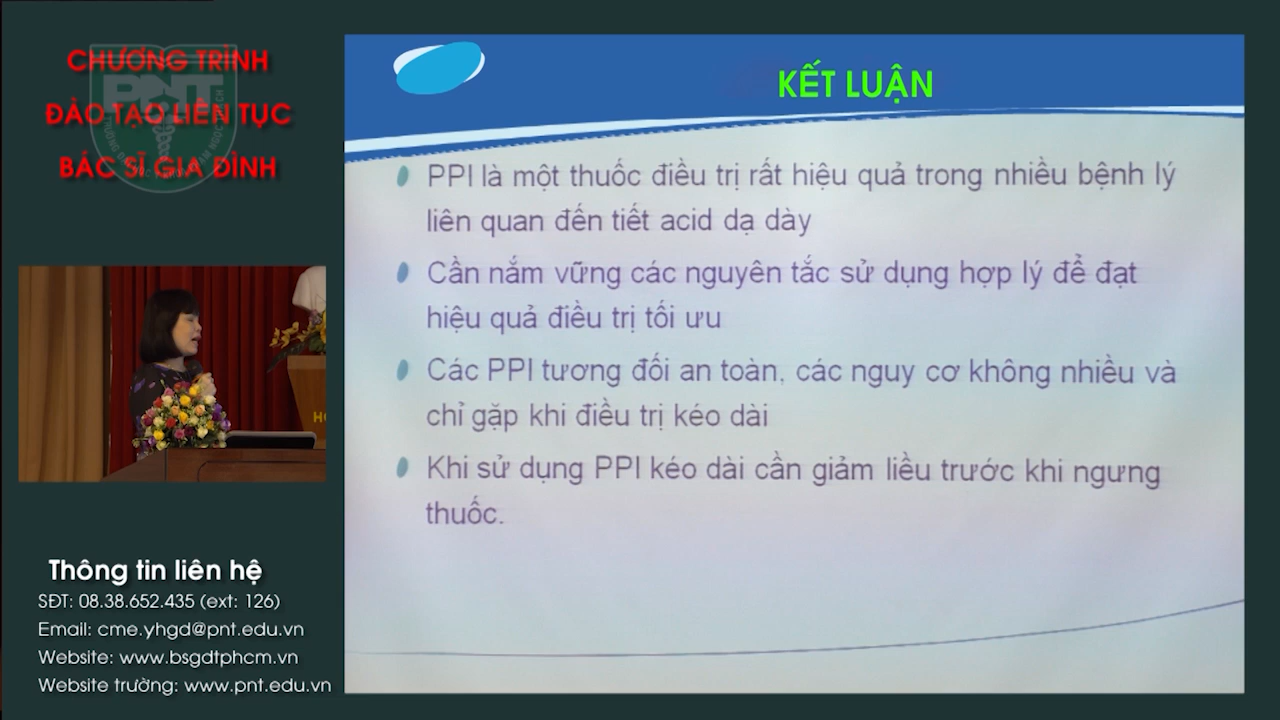 CHƯƠNG TRÌNH
ĐÀO TẠO LIÊN TỤC
BÁC SĨ GIA ĐÌNH
PNT
KẾT LUẬN
PPI là một thuốc điều trị rất hiệu quả trong nhiều bệnh lý
liên quan đến tiết acid dạ dày
Cần nắm vững các nguyên tắc sử dụng hợp lý để đạt
hiệu quả điều trị tối ưu
Các PPI tương đối an toàn, các nguy cơ không nhiều và
chỉ gặp khi điều trị kéo dài
Khi sử dụng PPI kéo dài cần giảm liều trước khi ngưng
thuốc.
Thông tin liên hệ
SĐT: 08.38.652.435 (ext: 126)
Email: cme.yhgd@pnt.edu.vn
Website: www.bsgdtphcm.vn
Website trường: www.pnt.edu.vn